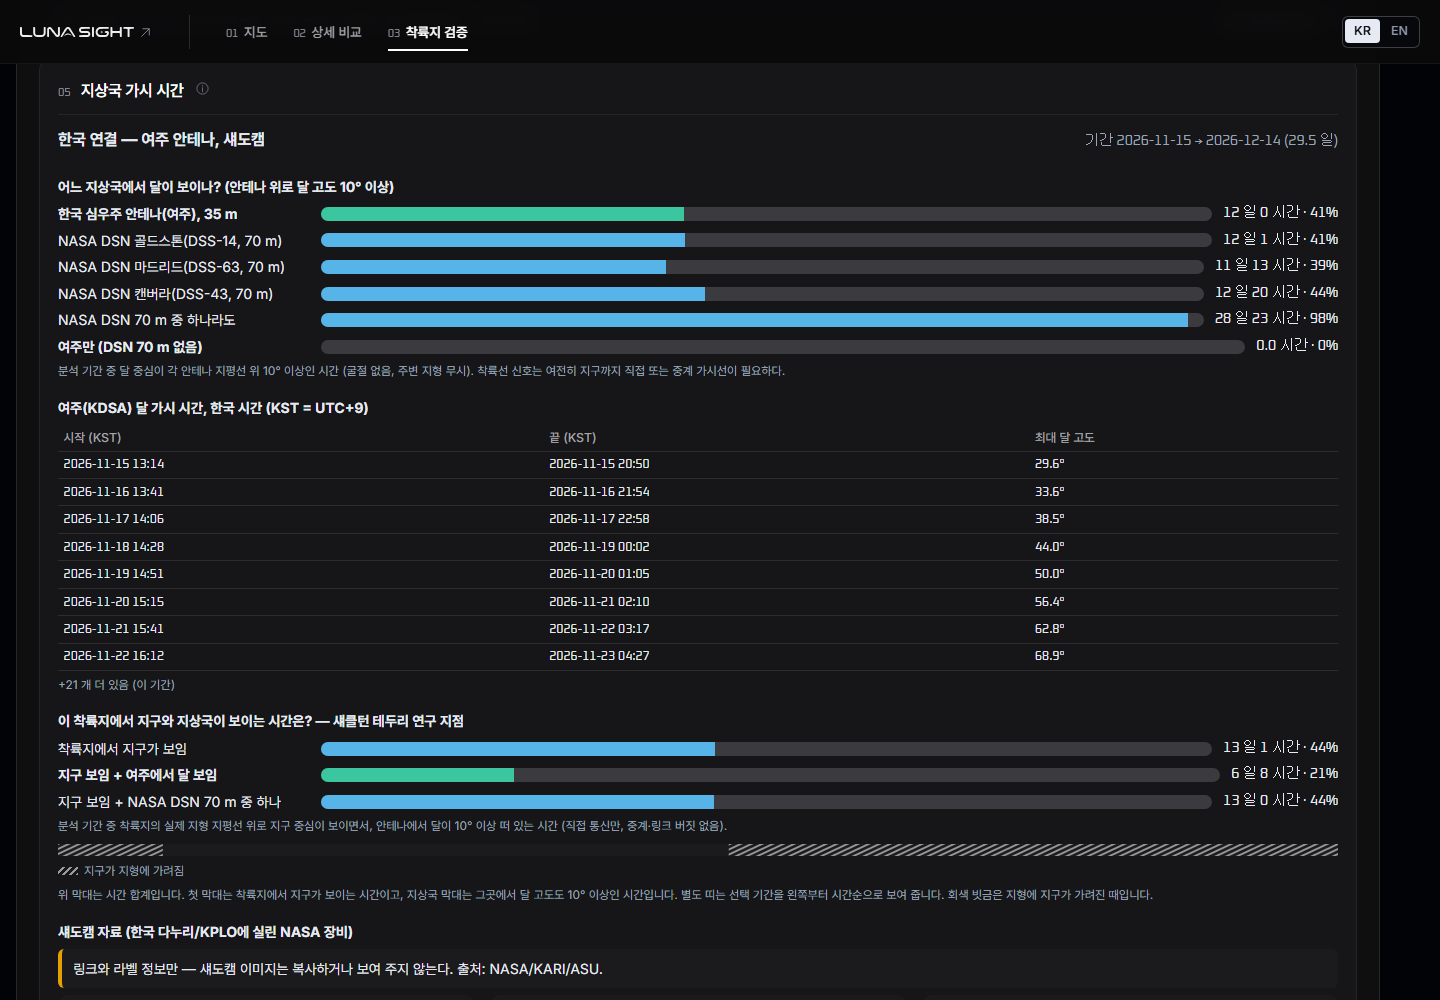 LUNA SIGHT ↗ 01 지도 02 상세 비교 03 착륙지 검증 KR EN
05 지상국 가시 시간 ⓘ
한국 연결 — 여주 안테나, 섀도캠 기간 2026-11-15 → 2026-12-14 (29.5 일)
어느 지상국에서 달이 보이나? (안테나 위로 달 고도 10° 이상)
한국 심우주 안테나(여주), 35 m 12 일 0 시간 · 41%
NASA DSN 골드스톤(DSS-14, 70 m) 12 일 1 시간 · 41%
NASA DSN 마드리드(DSS-63, 70 m) 11 일 13 시간 · 39%
NASA DSN 캔버라(DSS-43, 70 m) 12 일 20 시간 · 44%
NASA DSN 70 m 중 하나라도 28 일 23 시간 · 98%
여주만 (DSN 70 m 없음) 0.0 시간 · 0%
분석 기간 중 달 중심이 각 안테나 지평선 위 10° 이상인 시간 (굴절 없음, 주변 지형 무시). 착륙선 신호는 여전히 지구까지 직접 또는 중계 가시선이 필요하다.
여주(KDSA) 달 가시 시간, 한국 시간 (KST = UTC+9)
시작 (KST) 끝 (KST) 최대 달 고도
2026-11-15 13:14 2026-11-15 20:50 29.6°
2026-11-16 13:41 2026-11-16 21:54 33.6°
2026-11-17 14:06 2026-11-17 22:58 38.5°
2026-11-18 14:28 2026-11-19 00:02 44.0°
2026-11-19 14:51 2026-11-20 01:05 50.0°
2026-11-20 15:15 2026-11-21 02:10 56.4°
2026-11-21 15:41 2026-11-22 03:17 62.8°
2026-11-22 16:12 2026-11-23 04:27 68.9°
+21 개 더 있음 (이 기간)
이 착륙지에서 지구와 지상국이 보이는 시간은? — 섀클턴 테두리 연구 지점
착륙지에서 지구가 보임 13 일 1 시간 · 44%
지구 보임 + 여주에서 달 보임 6 일 8 시간 · 21%
지구 보임 + NASA DSN 70 m 중 하나 13 일 0 시간 · 44%
분석 기간 중 착륙지의 실제 지형 지평선 위로 지구 중심이 보이면서, 안테나에서 달이 10° 이상 떠 있는 시간 (직접 통신만, 중계·링크 버짓 없음).
지구가 지형에 가려짐
위 막대는 시간 합계입니다. 첫 막대는 착륙지에서 지구가 보이는 시간이고, 지상국 막대는 그곳에서 달 고도도 10° 이상인 시간입니다. 별도 띠는 선택 기간을 왼쪽부터 시간순으로 보여 줍니다. 회색 빗금은 지형에 지구가 가려진 때입니다.
섀도캠 자료 (한국 다누리/KPLO에 실린 NASA 장비)
링크와 라벨 정보만 — 섀도캠 이미지는 복사하거나 보여 주지 않는다. 출처: NASA/KARI/ASU.